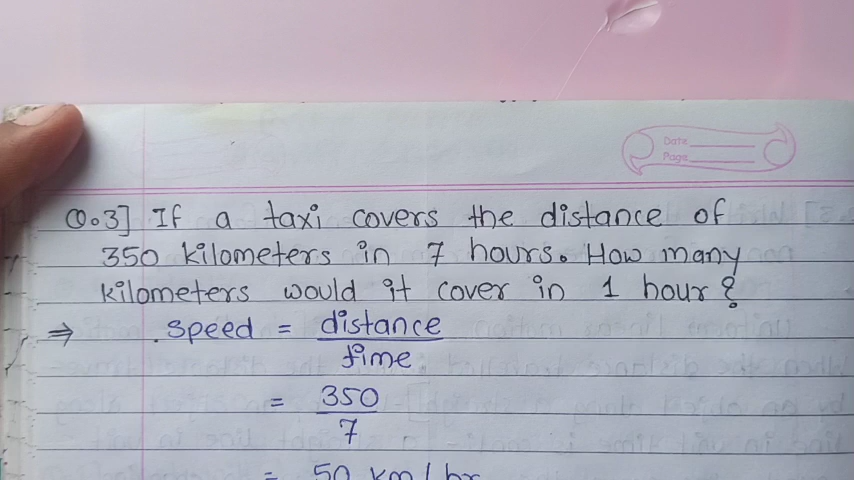 Date
Page
Q.3] If a taxi covers the distance of
350 kilometers in 7 hours. How many
kilometers would it cover in 1 hour?
⇒ speed = distance
time
= 350
7
= 50 km/hr